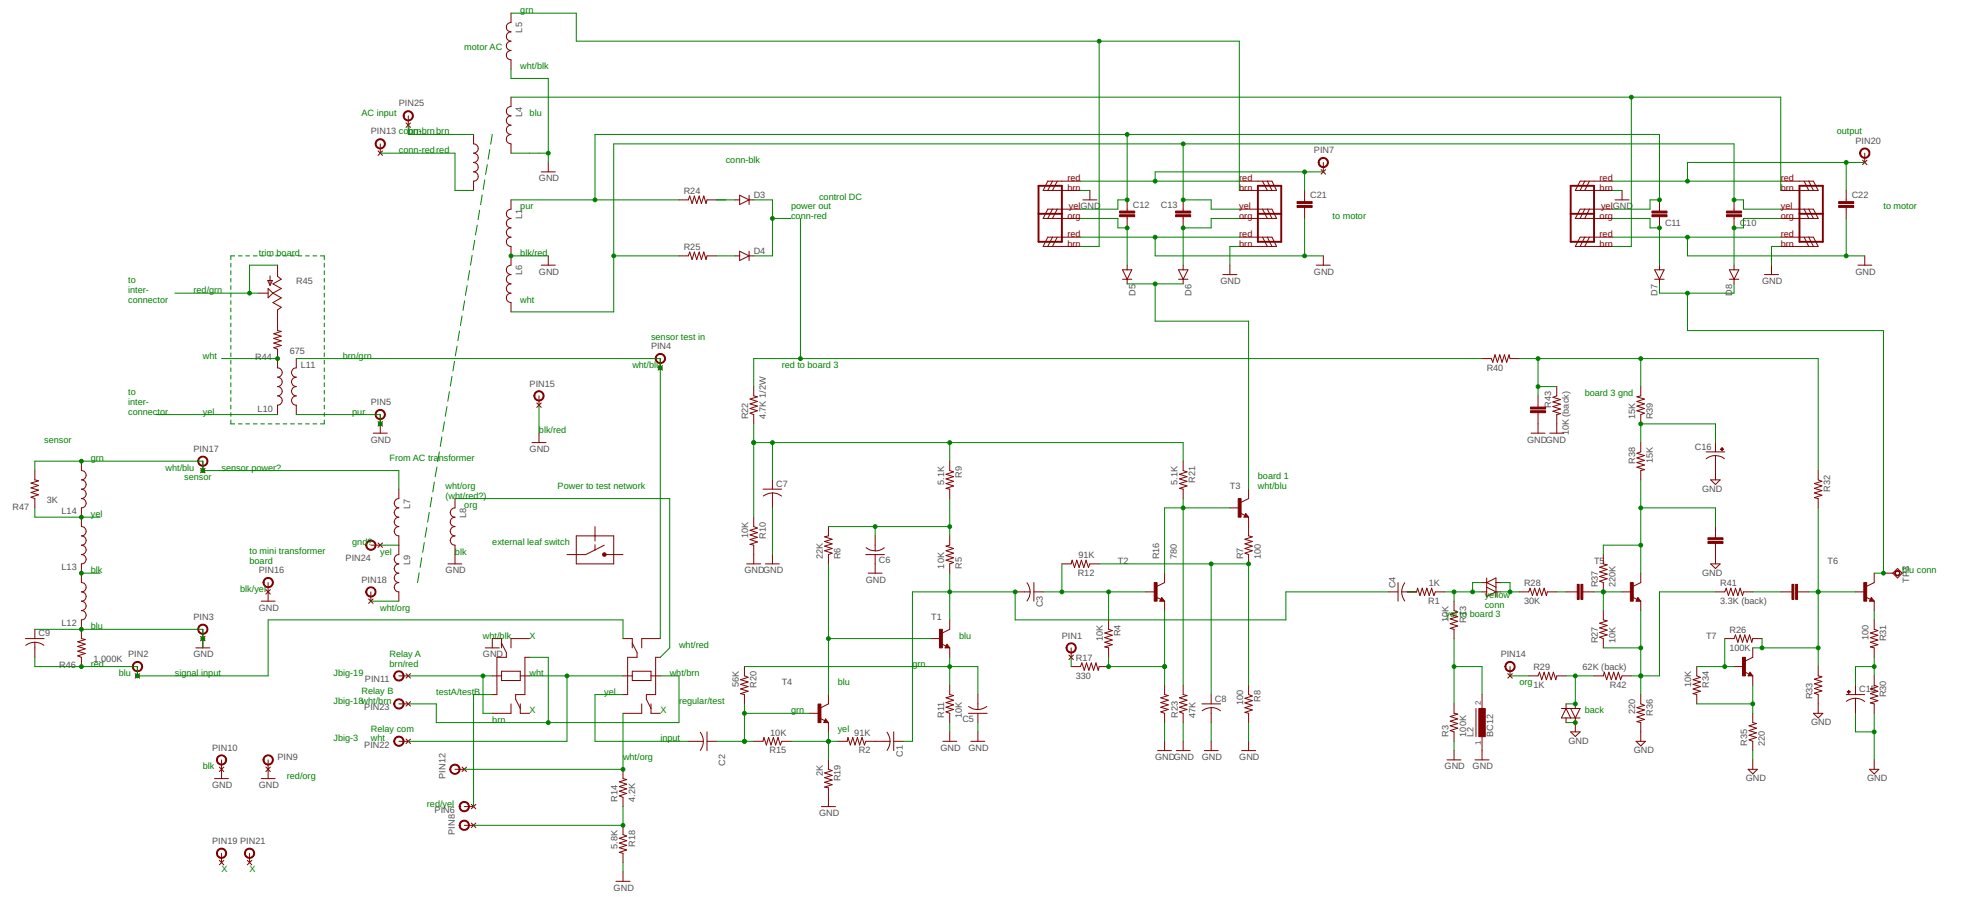 grn
L5
motor AC
wht/blk
PIN25
AC input
PIN13
brn
conn-red red
L4
blu
GND
conn-blk
R24
D3
control DC
power out
conn-red
pur
L1
blk/red
GND
L6
wht
R25
D4
trim board
R45
to
inter-
connector
red/grn
wht
R44
675
L11
brn/grn
to
inter-
connector
yel
L10
pur
PIN5
GND
sensor test in
PIN4
wht/blu
PIN15
blk/red
GND
red to board 3
PIN7
red
brn
GND
yel
org
red
brn
C12
C13
red
brn
yel
org
red
brn
C21
to motor
GND
GND
D5
D6
output
PIN20
red
brn
GND
yel
org
red
brn
C11
C10
red
brn
yel
org
red
brn
C22
to motor
GND
GND
D7
D8
sensor
grn
PIN17
wht/blu
sensor power?
sensor
R47
3K
L14
yel
L13
blk
L12
blu
C9
R46
1,000K
red
PIN3
GND
PIN2
blu
signal input
From AC transformer
wht/org
(wht/red?)
org
L7
L8
L9
blk
GND
PIN24
yel
PIN18
wht/org
Power to test network
external leaf switch
to mini transformer
board
PIN16
blk/yel
GND
wht/blk
X
GND
wht
X
brn
Relay A
brn/red
Jbig-19
PIN11
Relay B
wht/brn
Jbig-18
PIN23
testA/testB
Relay com
wht
Jbig-3
PIN22
wht/red
wht/brn
yel
X
regular/test
input
wht/org
PIN12
red/yel
PIN6
PIN8
R14
4.2K
5.8K
R18
GND
PIN10
blk
GND
PIN9
GND
red/org
PIN19 PIN21
X X
R22
4.7K 1/2W
10K
R10
GND
C7
GND
5.1K
R9
22K
R6
C6
GND
10K
R5
T1
blu
grn
56K
R20
T4
blu
grn
yel
C2
10K
R15
91K
R2
C1
2K
R19
GND
R11
10K
C5
GND
GND
C3
91K
R12
T2
R16
780
5.1K
R21
T3
board 1
wht/blu
R7
100
10K
R4
PIN1
R17
330
R23
47K
C8
100
R8
GND
GND
GND
GND
R40
R43
10K (back)
GND
GND
board 3 gnd
15K
R39
R38
15K
C16
GND
GND
R32
C4
1K
R1
10K
R13
yellow
conn
R28
30K
T5
R37
220K
R27
10K
R3
10K
L2
BC12
1
2
GND
GND
PIN14
org
R29
1K
62K (back)
R42
back
GND
220
R36
GND
R41
3.3K (back)
T6
blu conn
T7
R26
100K
10K
R34
R35
220
GND
R33
GND
100
R31
R30
GND